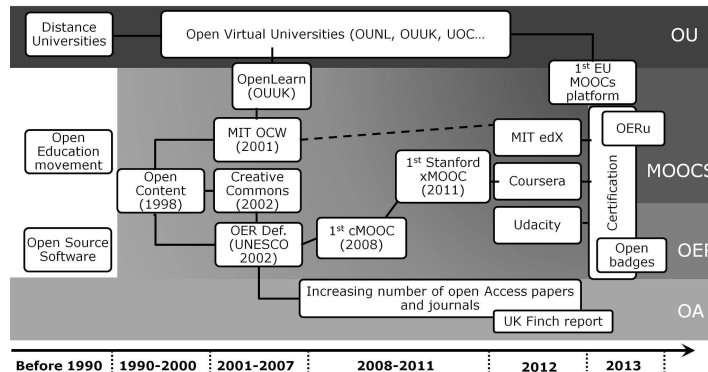 Distance
Universities
Open Virtual Universities (OUNL, OUUK, UOC...
OU
OpenLearn
(OUUK)
1st EU
MOOCs
platform
Open
Education
movement
MIT OCW
(2001)
MIT edX
OERu
MOOCS
Open
Content
(1998)
Creative
Commons
(2002)
1st Stanford
xMOOC
(2011)
Coursera
Certification
Open Source
Software
OER Def.
(UNESCO
2002)
1st cMOOC
(2008)
Udacity
Open
badges
OER
Increasing number of open Access papers
and journals
UK Finch report
OA
Before 1990
1990-2000
2001-2007
2008-2011
2012
2013